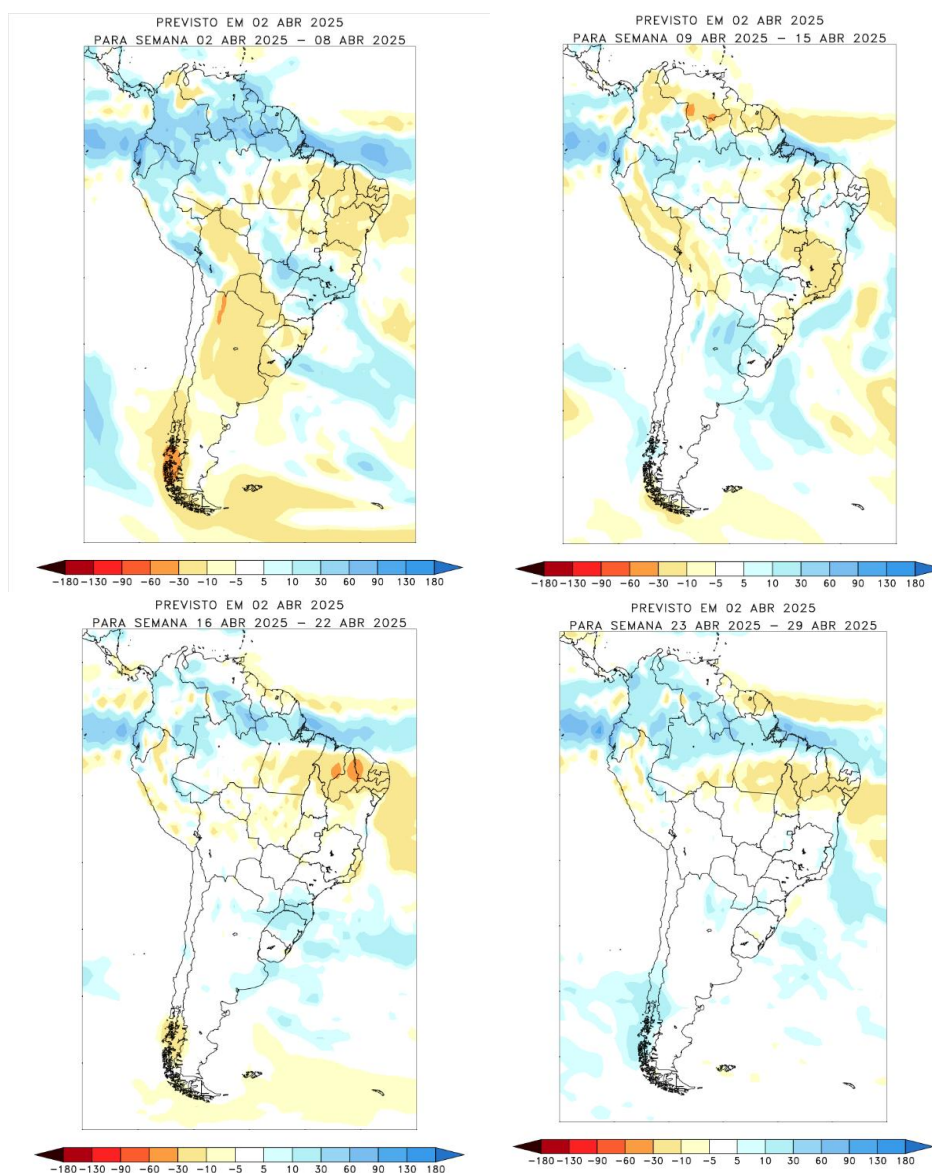 PREVISTO EM 02 ABR 2025
PARA SEMANA 02 ABR 2025 – 08 ABR 2025
-180 -130 -90 -60 -30 -10 -5 5 10 30 60 90 130 180
PREVISTO EM 02 ABR 2025
PARA SEMANA 09 ABR 2025 – 15 ABR 2025
-180 -130 -90 -60 -30 -10 -5 5 10 30 60 90 130 180
PREVISTO EM 02 ABR 2025
PARA SEMANA 16 ABR 2025 – 22 ABR 2025
-180 -130 -90 -60 -30 -10 -5 5 10 30 60 90 130 180
PREVISTO EM 02 ABR 2025
PARA SEMANA 23 ABR 2025 – 29 ABR 2025
-180 -130 -90 -60 -30 -10 -5 5 10 30 60 90 130 180